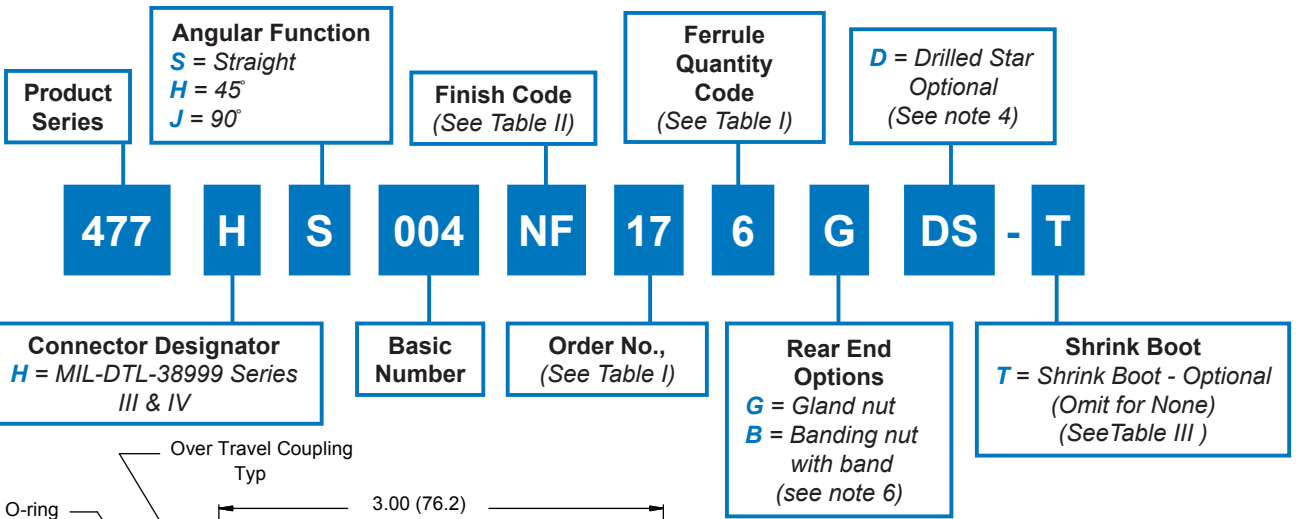 Product
Series
Angular Function
S = Straight
H = 45°
J = 90°
Finish Code
(See Table II)
Ferrule
Quantity
Code
(See Table I)
D = Drilled Star
Optional
(See note 4)
477 H S 004 NF 17 6 G DS - T
Connector Designator
H = MIL-DTL-38999 Series
III & IV
Basic
Number
Order No.,
(See Table I)
Rear End
Options
G = Gland nut
B = Banding nut
with band
(see note 6)
Shrink Boot
T = Shrink Boot - Optional
(Omit for None)
(SeeTable III )
Over Travel Coupling
Typ
O-ring
3.00 (76.2)